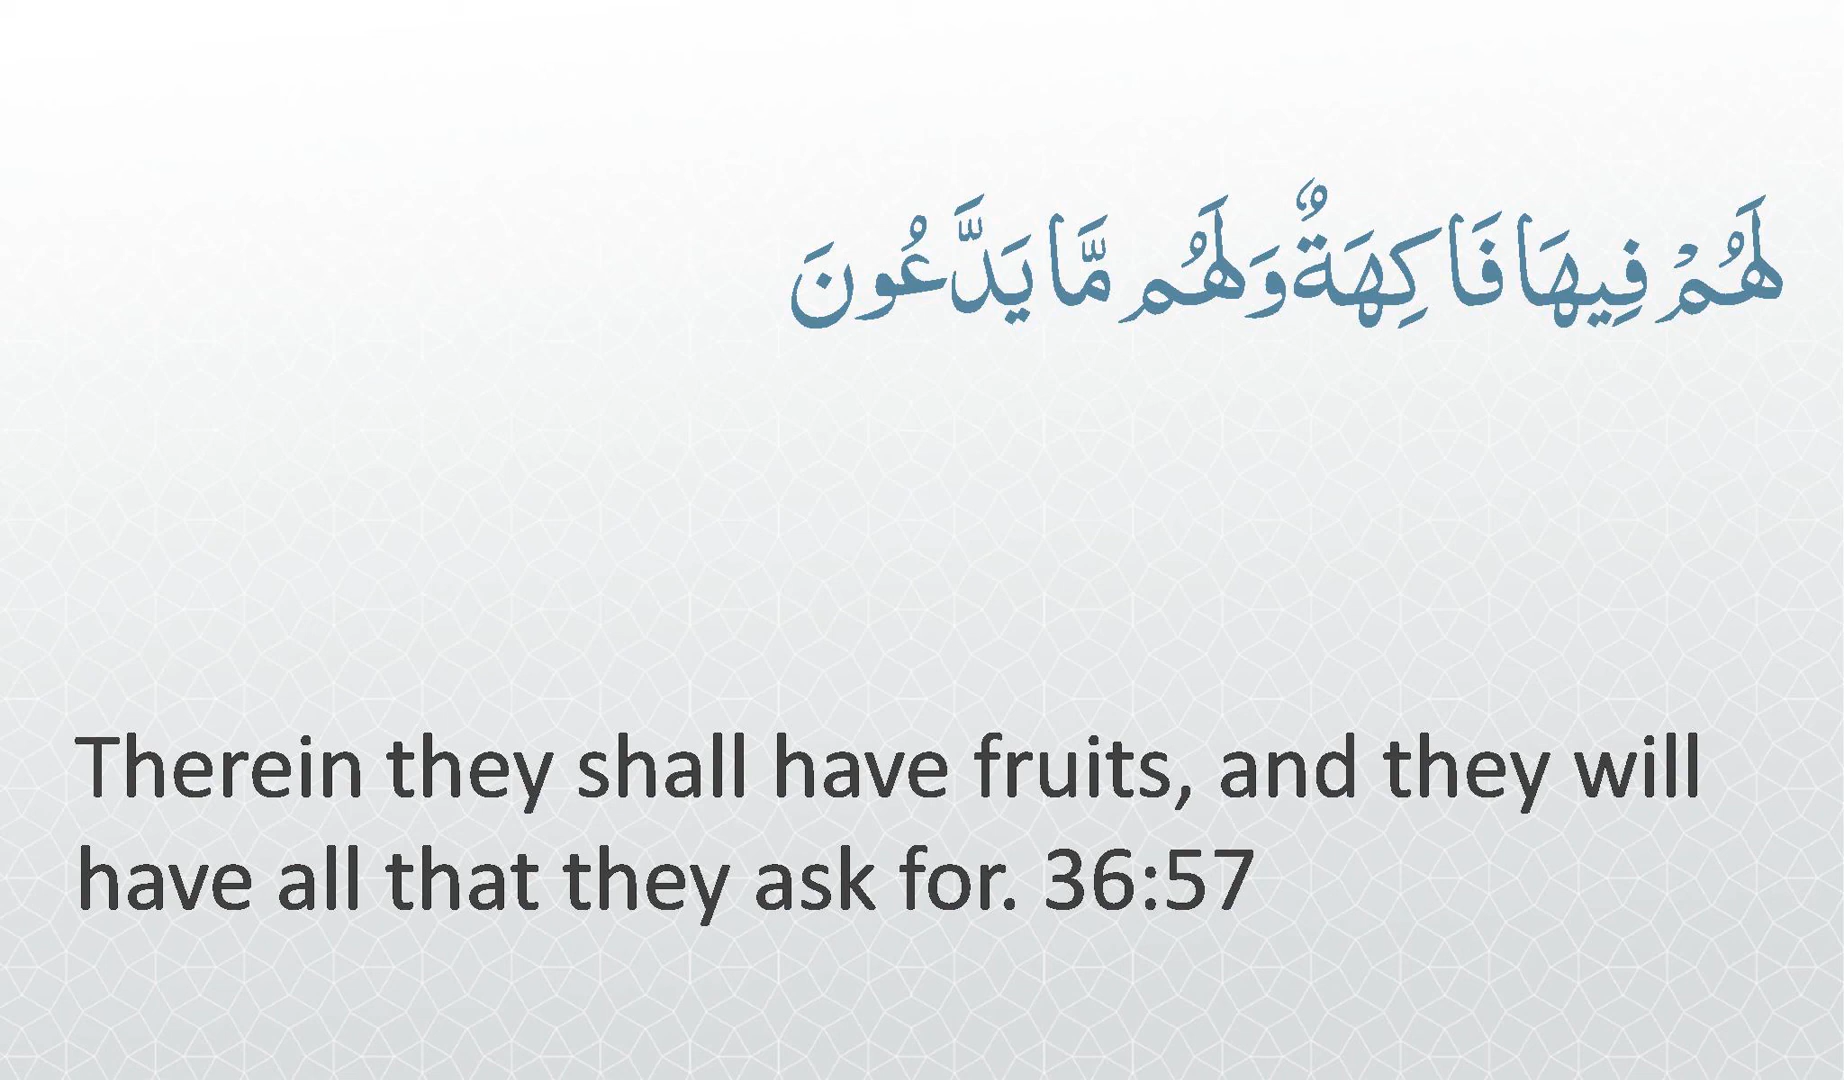 لَهُمْ فِيهَا فَاكِهَةٌ وَلَهُم مَّا يَدَّعُونَ
Therein they shall have fruits, and they will
have all that they ask for. 36:57